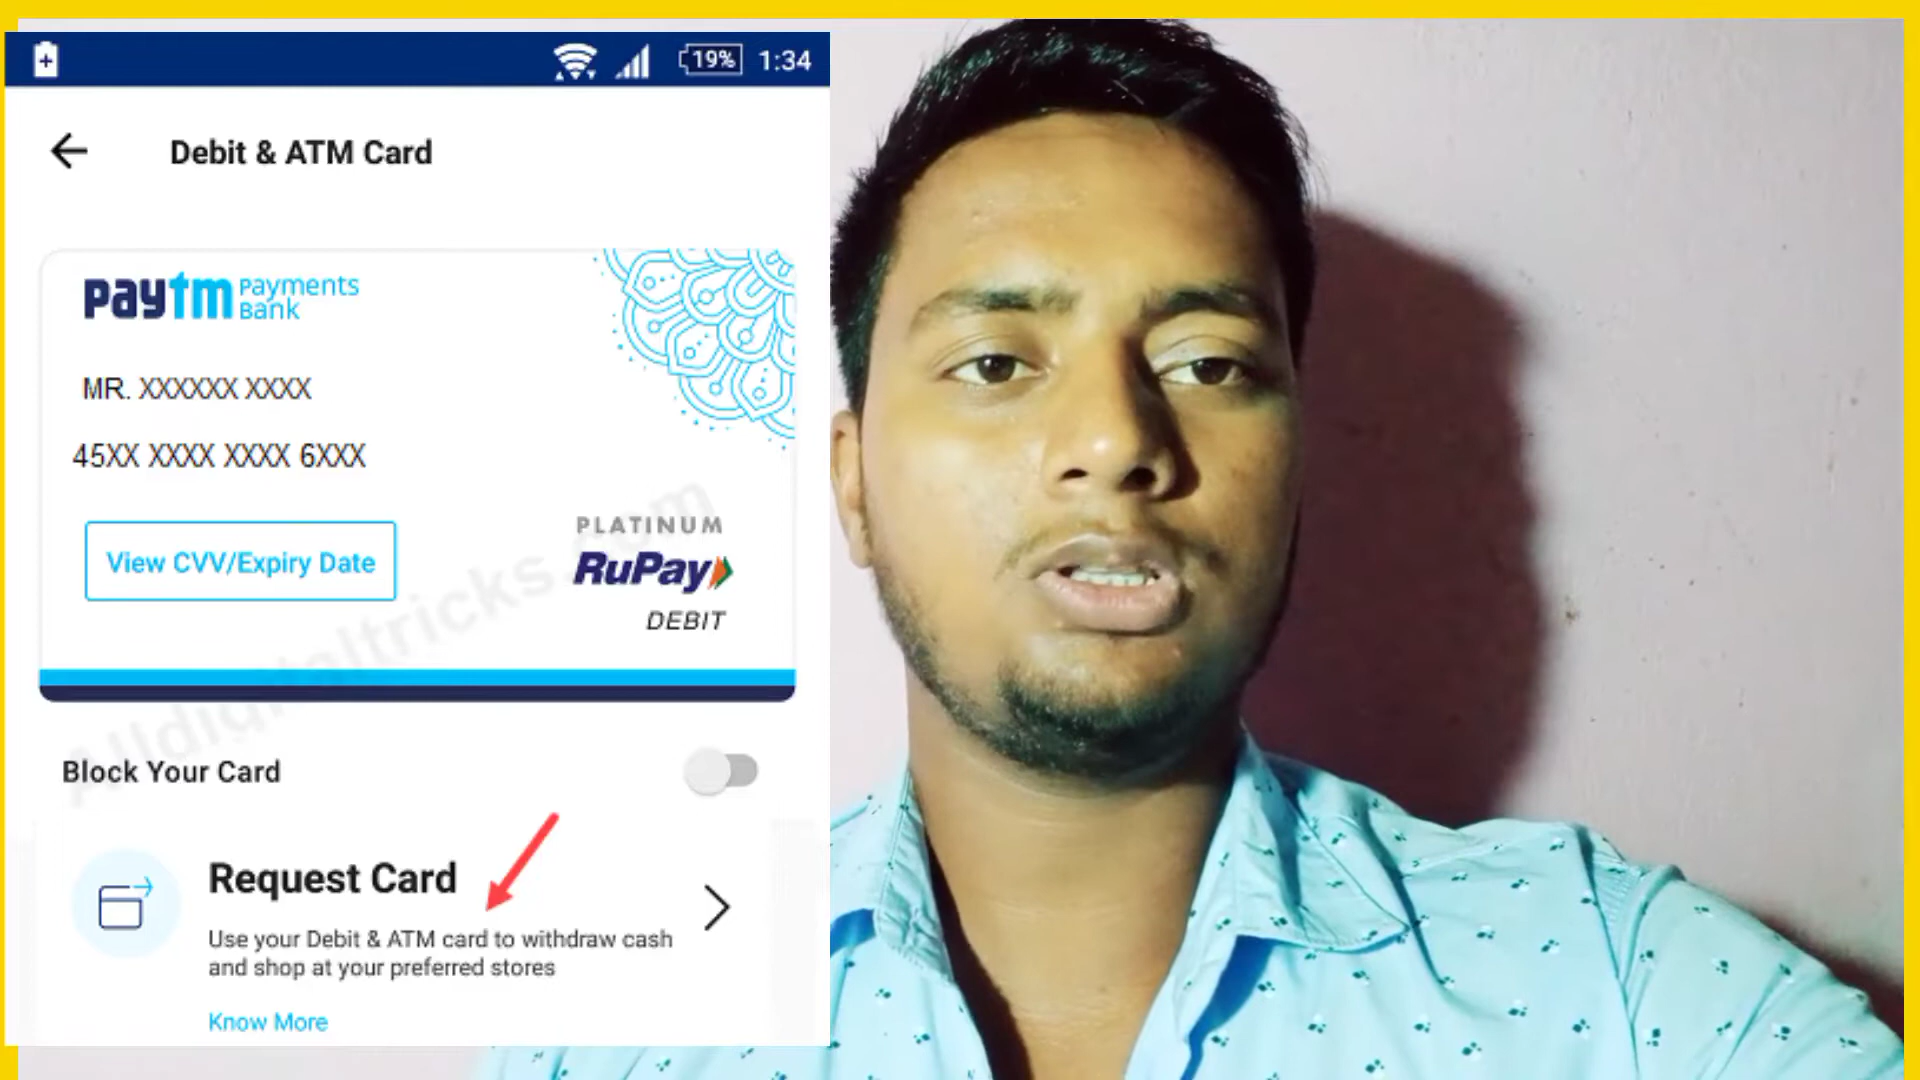 19% 1:34
Debit & ATM Card
paytm Payments Bank
MR. XXXXXX XXXX
45XX XXXX XXXX 6XXX
View CVV/Expiry Date
PLATINUM
RuPay
DEBIT
Alldigitaltricks.com
Block Your Card
Request Card
Use your Debit & ATM card to withdraw cash
and shop at your preferred stores
Know More